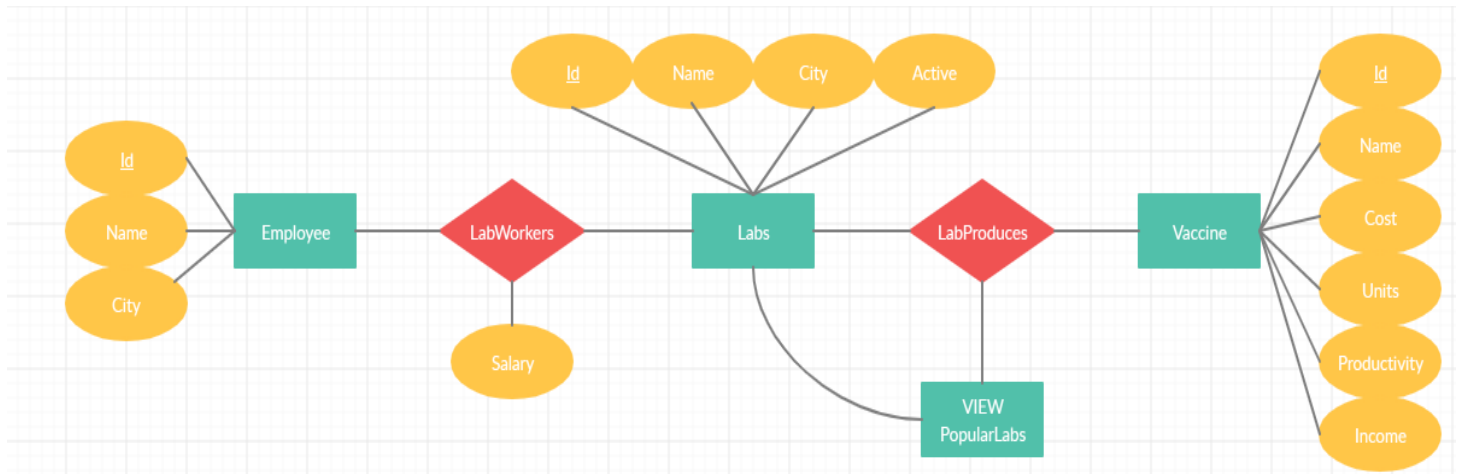 Id
Name
City
Active
Id
Name
Cost
Units
Productivity
Income
Id
Name
City
Employee
LabWorkers
Labs
LabProduces
Vaccine
Salary
VIEW
PopularLabs